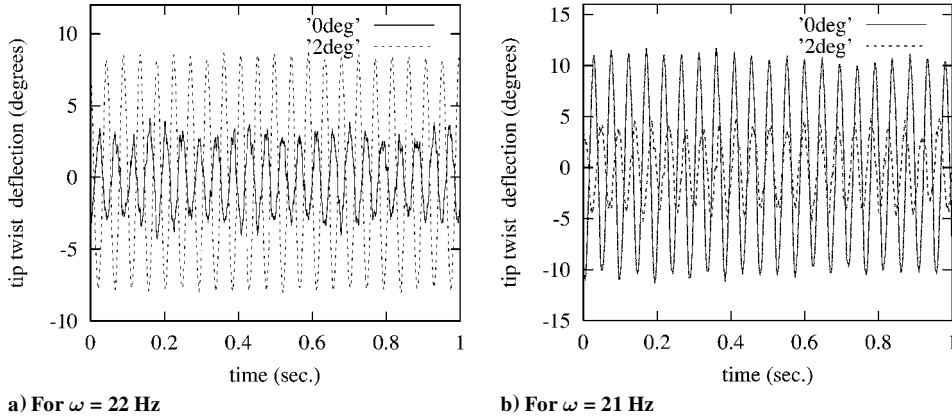 '0deg'
'2deg'
10
5
0
-5
-10
tip twist deflection (degrees)
0 0.2 0.4 0.6 0.8 1
time (sec.)
a) For ω = 22 Hz
'0deg'
'2deg'
15
10
5
0
-5
-10
-15
tip twist deflection (degrees)
0 0.2 0.4 0.6 0.8 1
time (sec.)
b) For ω = 21 Hz